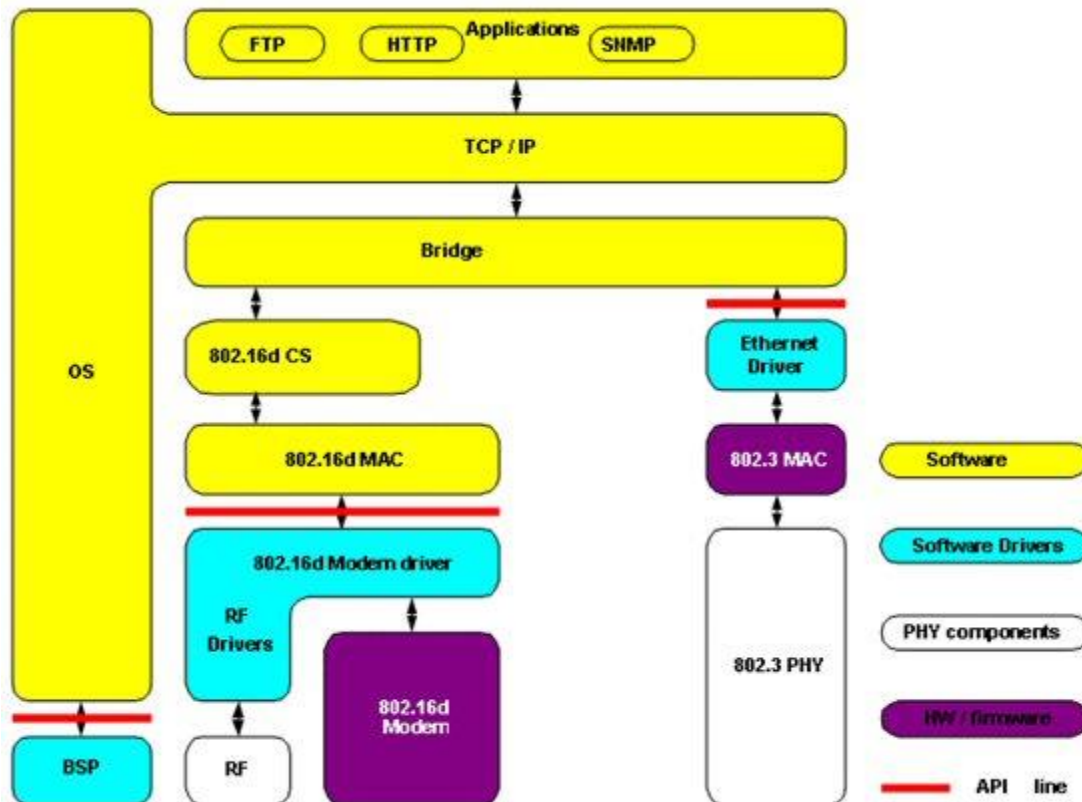 Applications
FTP
HTTP
SNMP
TCP / IP
Bridge
OS
802.16d CS
Ethernet
Driver
802.16d MAC
802.3 MAC
Software
802.16d Modem driver
Software Drivers
RF
Drivers
PHY components
802.3 PHY
802.16d
Modem
HW / firmware
BSP
RF
API line